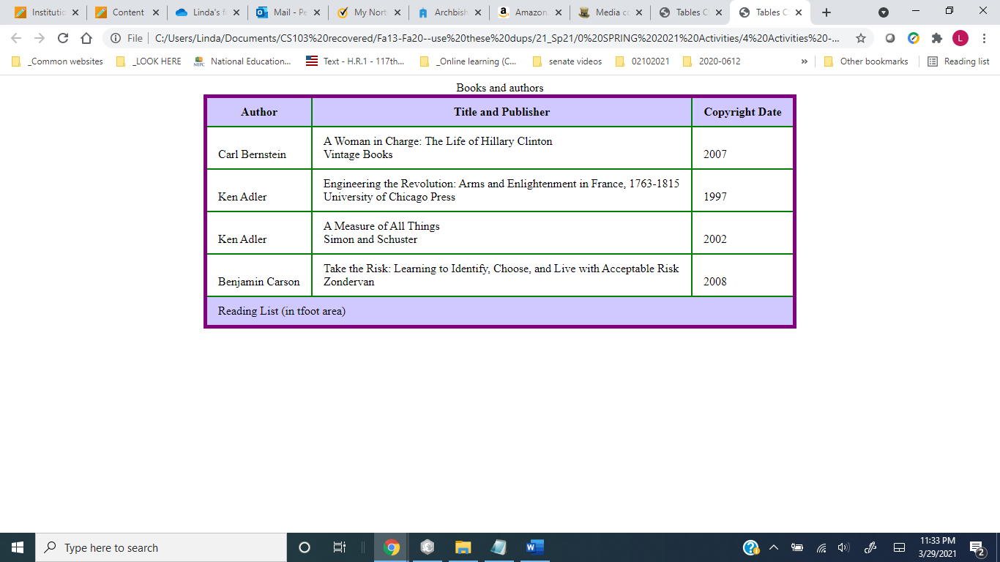 Institutio
Content
Linda's f
Mail - Pe
My Nort
Archbish
Amazon.
Media co
Tables C
Tables C
File
C:/Users/Linda/Documents/CS103%20recovered/Fa13-Fa20--use%20these%20dups/21_Sp21/0%20SPRING%202021%20Activities/4%20Activities%20-...
L
_Common websites
_LOOK HERE
National Education...
Text - H.R.1 - 117th...
_Online learning (C...
senate videos
02102021
2020-0612
»
Other bookmarks
Reading list
Books and authors
Author Title and Publisher Copyright Date
A Woman in Charge: The Life of Hillary Clinton
Carl Bernstein Vintage Books 2007
Engineering the Revolution: Arms and Enlightenment in France, 1763-1815
Ken Adler University of Chicago Press 1997
A Measure of All Things
Ken Adler Simon and Schuster 2002
Take the Risk: Learning to Identify, Choose, and Live with Acceptable Risk
Benjamin Carson Zondervan 2008
Reading List (in tfoot area)
Type here to search
11:33 PM
3/29/2021
2